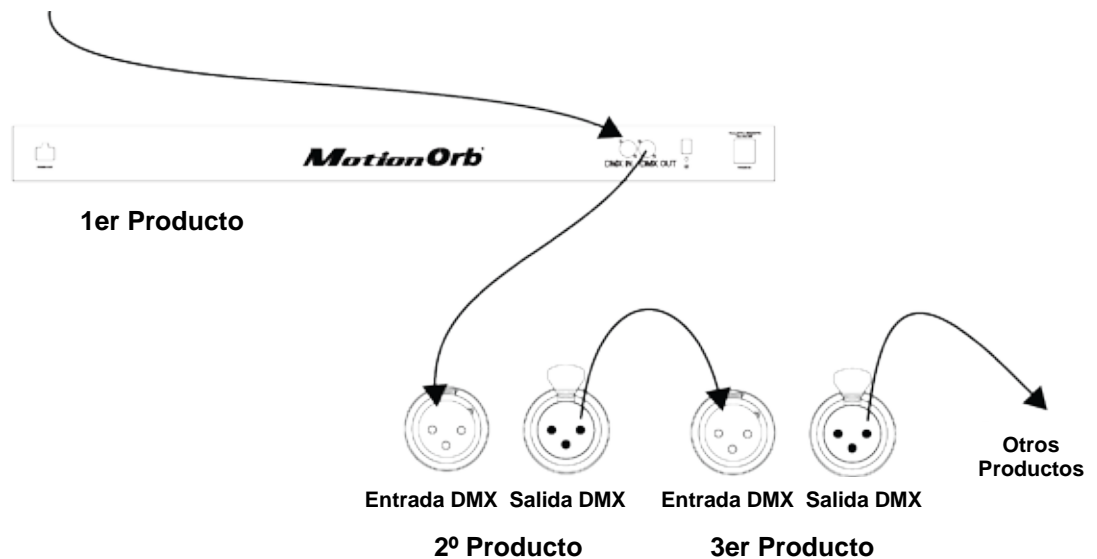 MotionOrb
DMX IN DMX OUT
1er Producto
Otros
Productos
Entrada DMX Salida DMX Entrada DMX Salida DMX
2º Producto 3er Producto